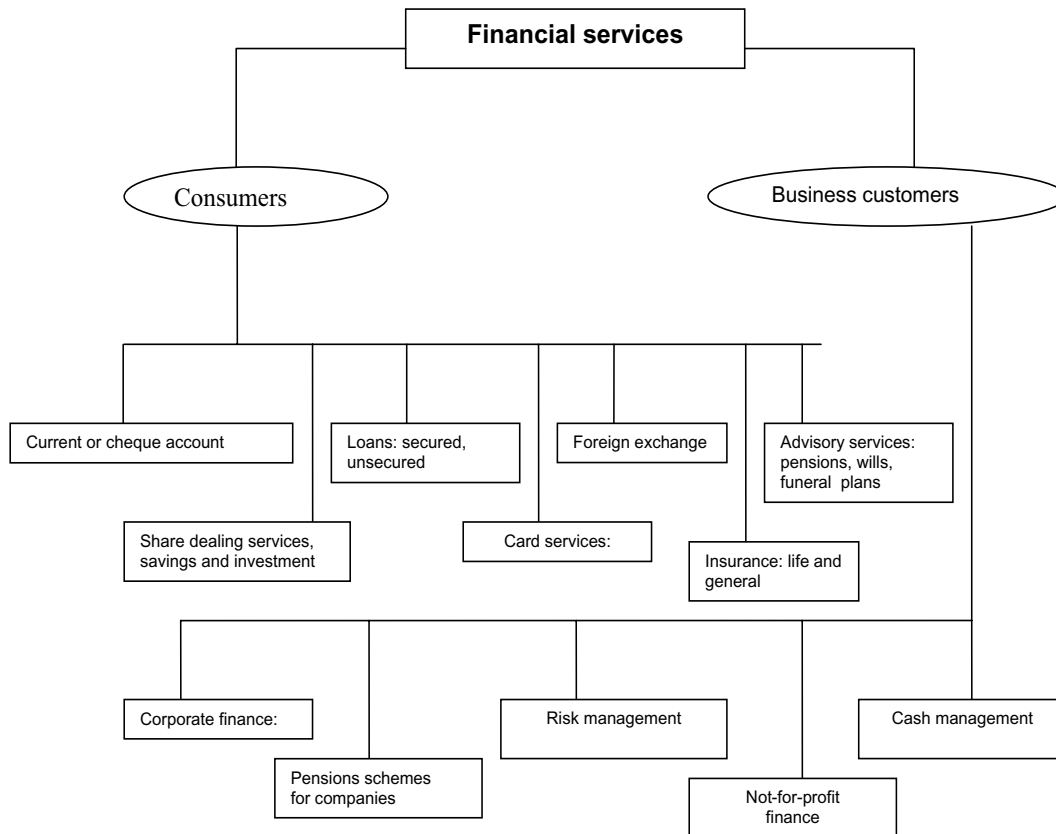 Financial services
Consumers
Business customers
Current or cheque account
Loans: secured,
unsecured
Foreign exchange
Advisory services:
pensions, wills,
funeral plans
Share dealing services,
savings and investment
Card services:
Insurance: life and
general
Corporate finance:
Risk management
Cash management
Pensions schemes
for companies
Not-for-profit
finance